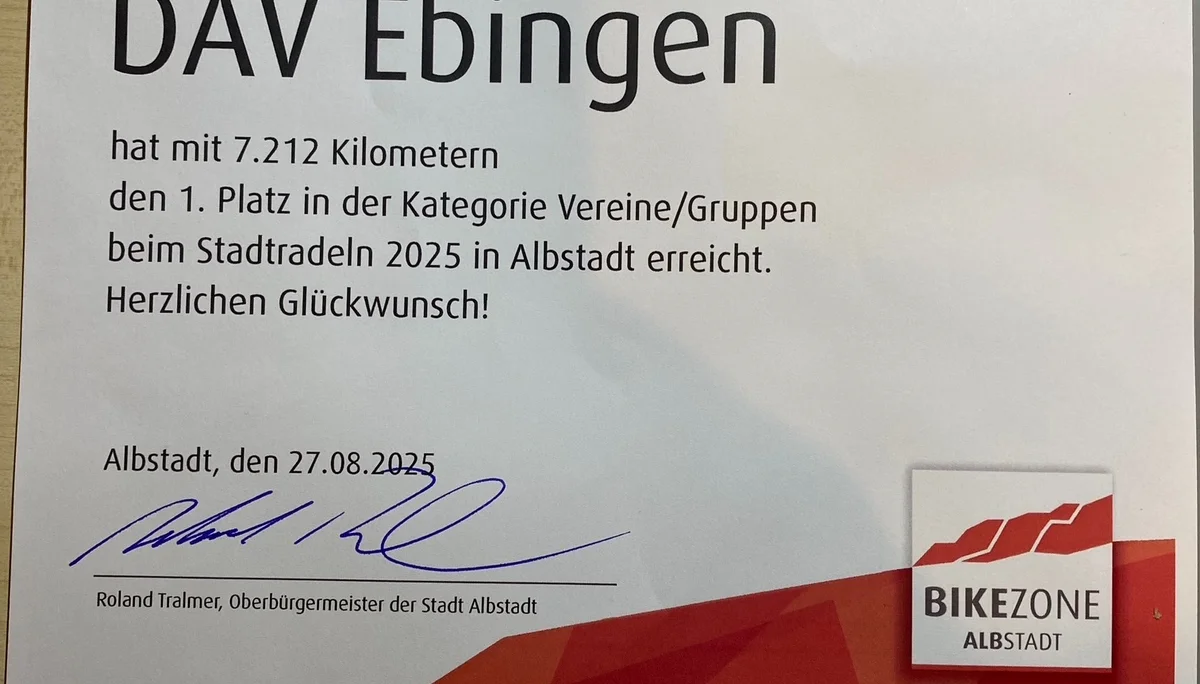 DAV Ebingen
hat mit 7.212 Kilometern
den 1. Platz in der Kategorie Vereine/Gruppen
beim Stadtradeln 2025 in Albstadt erreicht.
Herzlichen Glückwunsch!
Albstadt, den 27.08.2025
Roland Tralmer, Oberbürgermeister der Stadt Albstadt
BIKEZONE
ALBSTADT